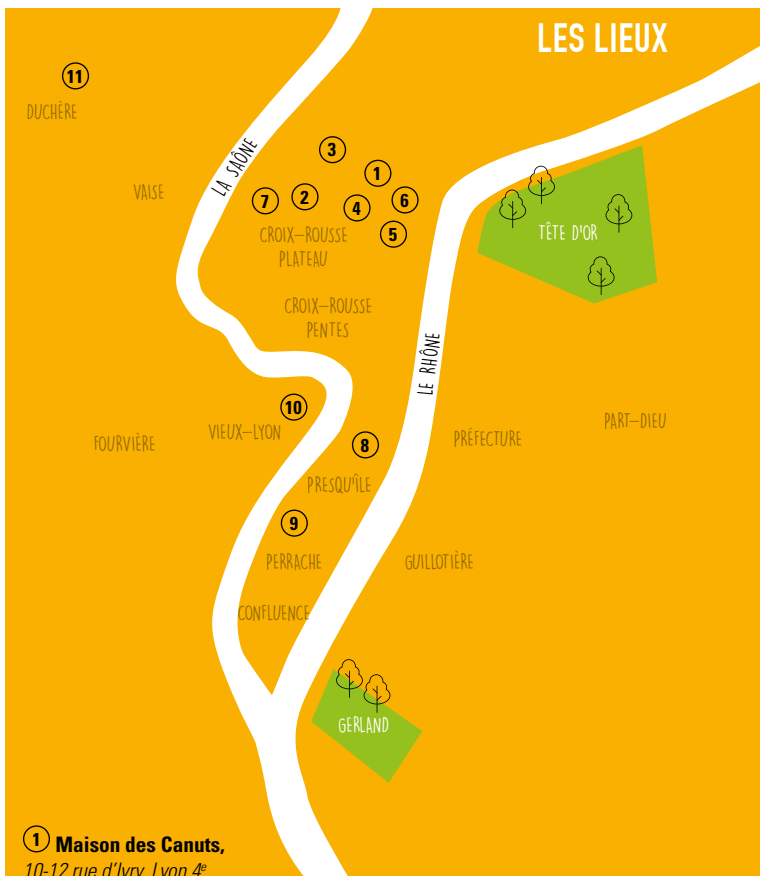 LES LIEUX
11
DUCHÈRE
VAISE
LA SAÔNE
3
1
7
2
4
6
5
CROIX-ROUSSE
PLATEAU
TÊTE D'OR
CROIX-ROUSSE
PENTES
LE RHÔNE
10
VIEUX-LYON
FOURVIÈRE
8
PRÉFECTURE
PART-DIEU
PRESQU'ÎLE
9
PERRACHE
GUILLOTIÈRE
CONFLUENCE
GERLAND
1 Maison des Canuts,
10-12 rue d'Ivry, Lyon 4e